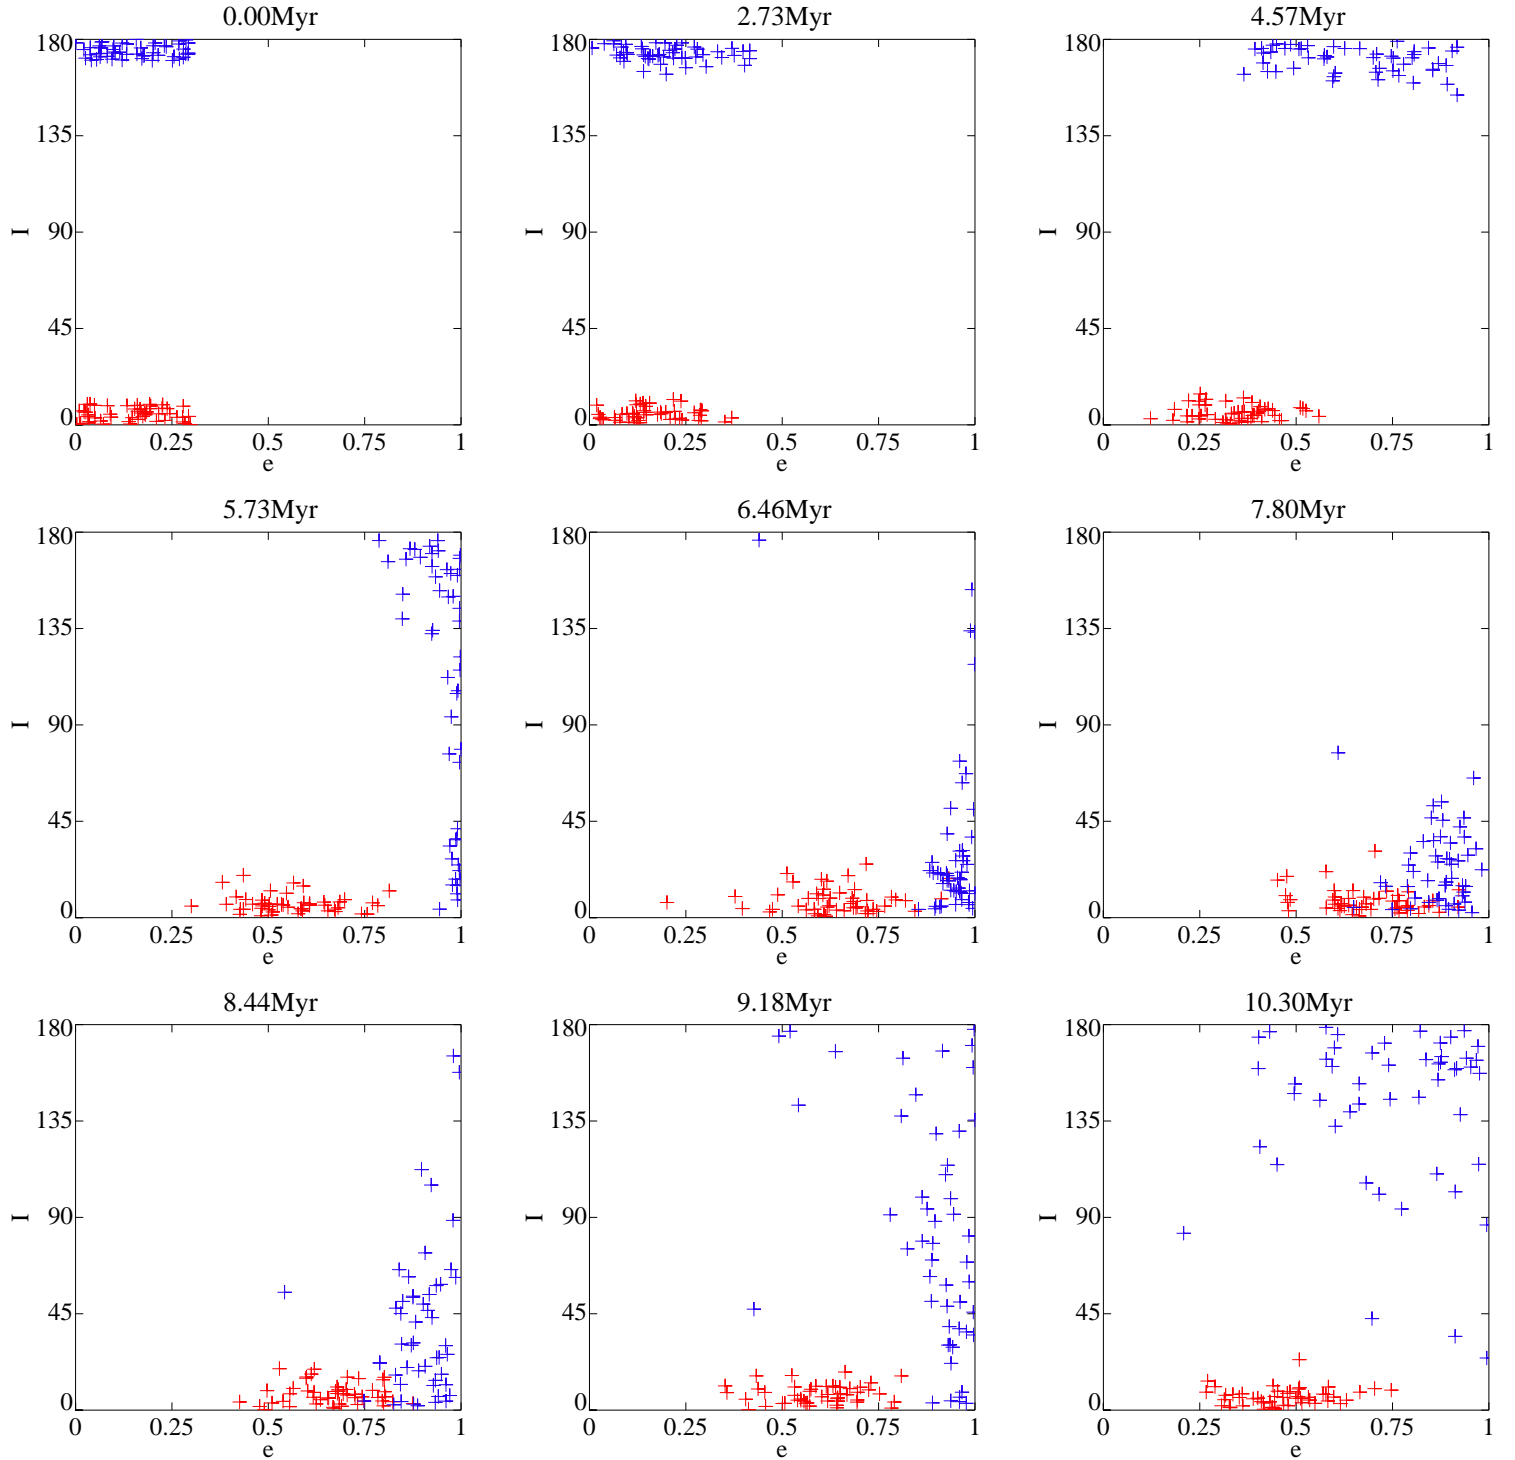 0.00Myr 2.73Myr 4.57Myr
180 180 180
135 135 135
I 90 I 90 I 90
45 45 45
0 0 0
0 0.25 0.5 0.75 1 0 0.25 0.5 0.75 1 0 0.25 0.5 0.75 1
e e e
5.73Myr 6.46Myr 7.80Myr
180 180 180
135 135 135
I 90 I 90 I 90
45 45 45
0 0 0
0 0.25 0.5 0.75 1 0 0.25 0.5 0.75 1 0 0.25 0.5 0.75 1
e e e
8.44Myr 9.18Myr 10.30Myr
180 180 180
135 135 135
I 90 I 90 I 90
45 45 45
0 0 0
0 0.25 0.5 0.75 1 0 0.25 0.5 0.75 1 0 0.25 0.5 0.75 1
e e e